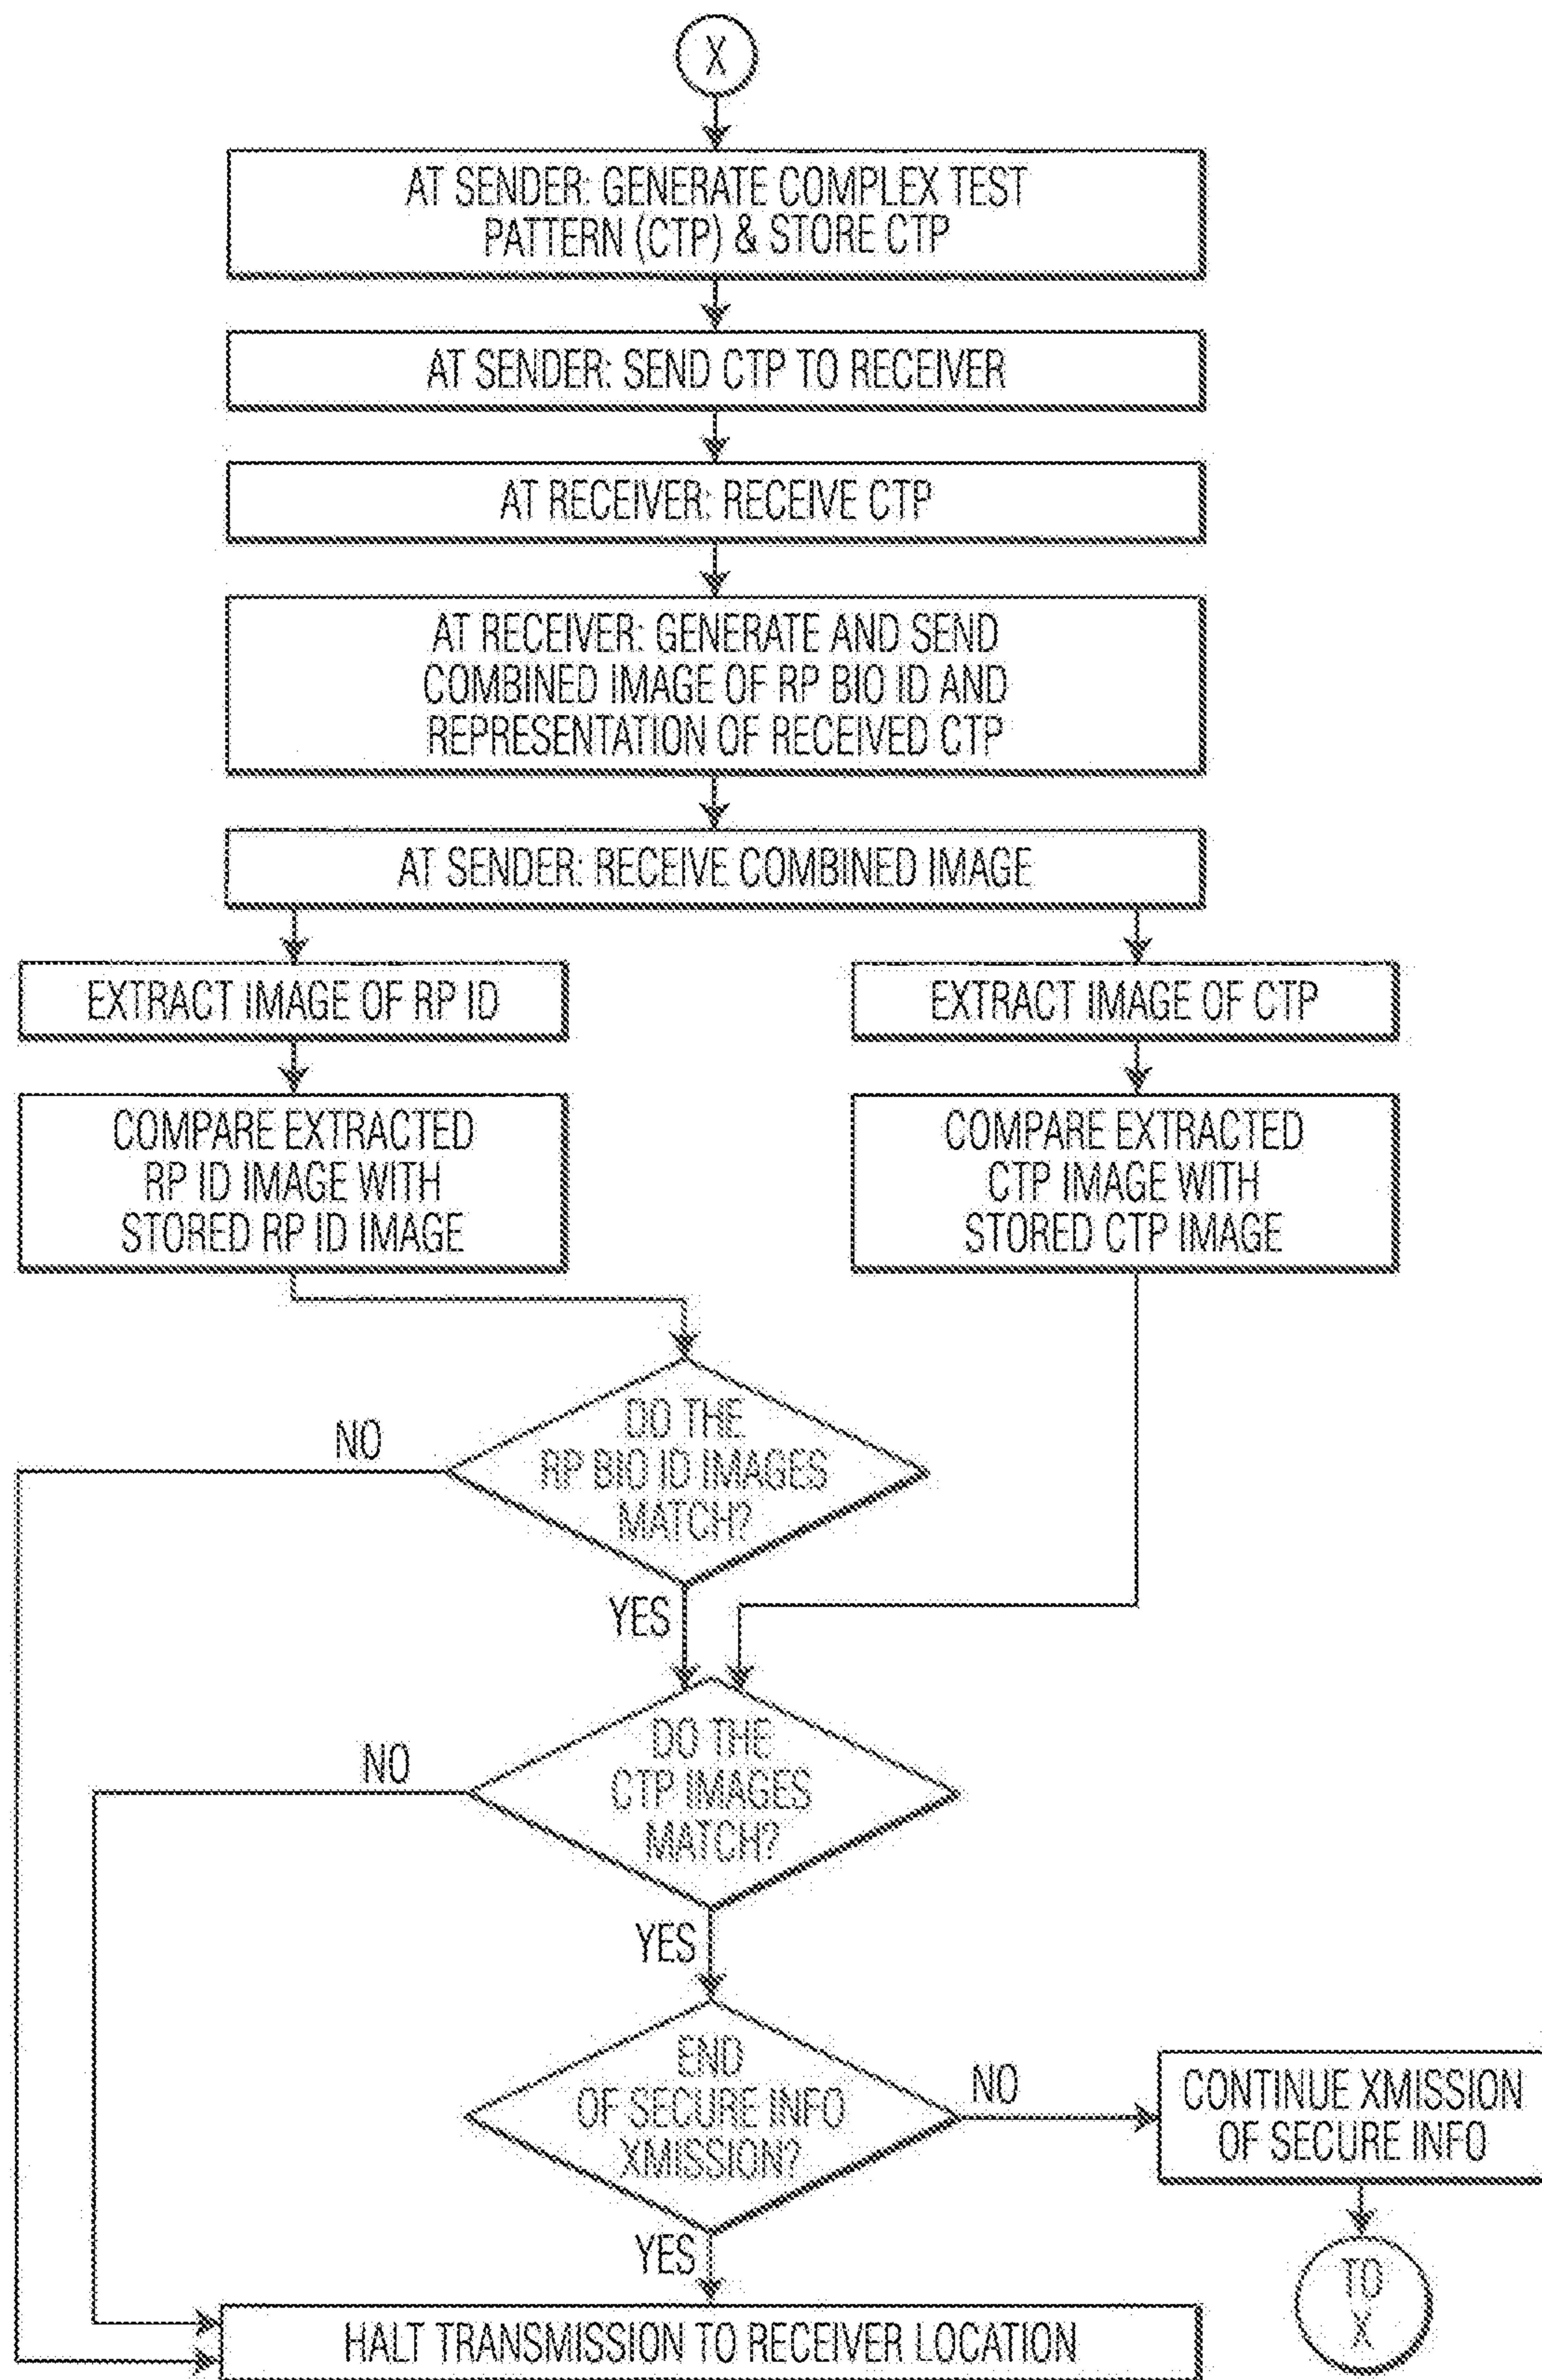 X
AT SENDER: GENERATE COMPLEX TEST
PATTERN (CTP) & STORE CTP
AT SENDER: SEND CTP TO RECEIVER
AT RECEIVER: RECEIVE CTP
AT RECEIVER: GENERATE AND SEND
COMBINED IMAGE OF RP BIO ID AND
REPRESENTATION OF RECEIVED CTP
AT SENDER: RECEIVE COMBINED IMAGE
EXTRACT IMAGE OF RP ID
EXTRACT IMAGE OF CTP
COMPARE EXTRACTED
RP ID IMAGE WITH
STORED RP ID IMAGE
COMPARE EXTRACTED
CTP IMAGE WITH
STORED CTP IMAGE
DO THE
RP BIO ID IMAGES
MATCH?
NO
YES
DO THE
CTP IMAGES
MATCH?
NO
YES
END
OF SECURE INFO
XMISSION?
NO
CONTINUE XMISSION
OF SECURE INFO
YES
TO
X
HALT TRANSMISSION TO RECEIVER LOCATION